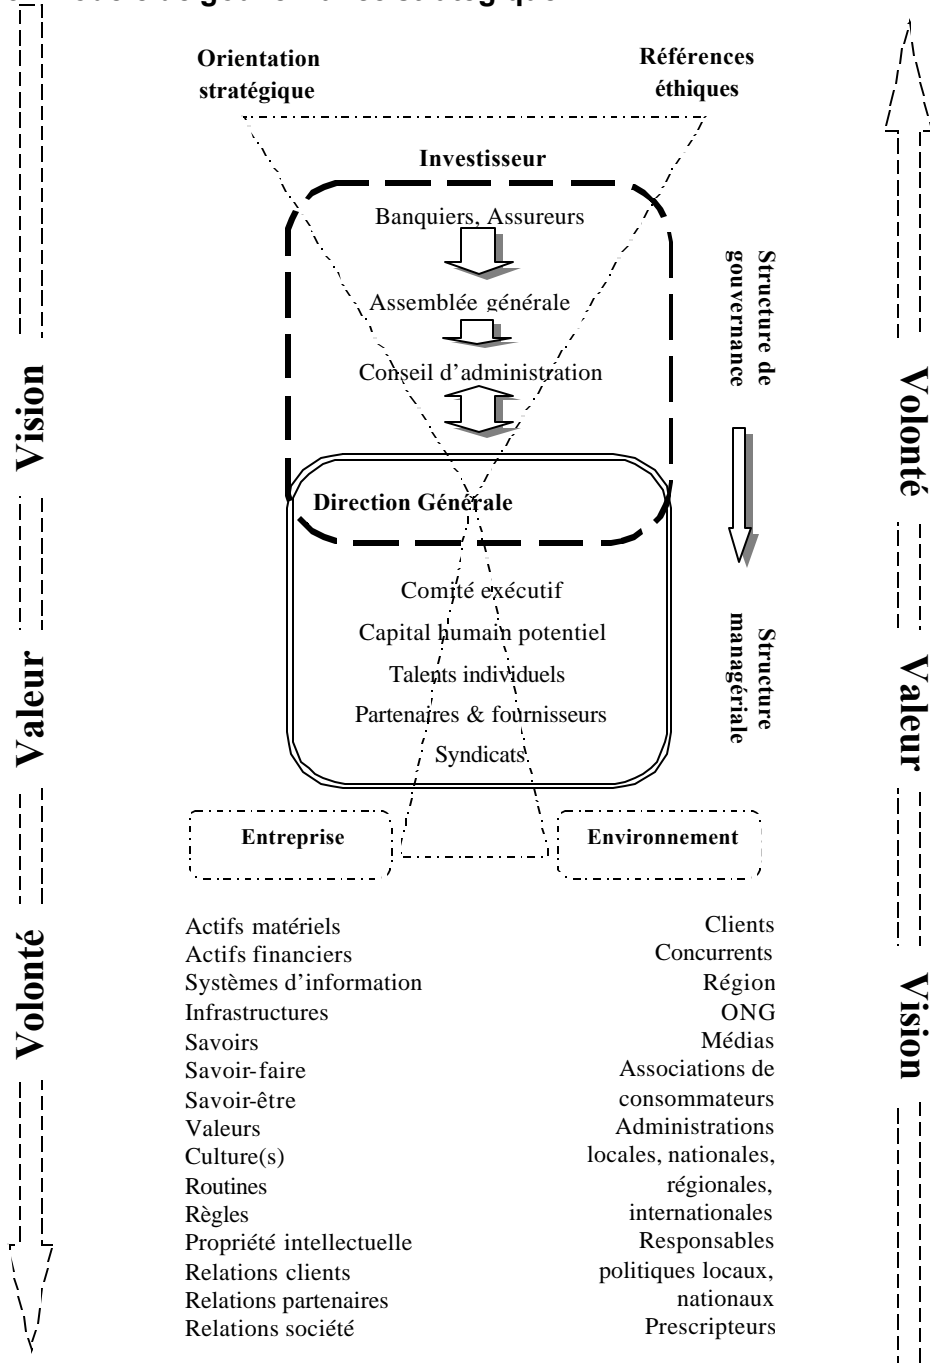 Orientation
stratégique
Références
éthiques
Investisseur
Banquiers, Assureurs
Assemblée générale
Conseil d'administration
Direction Générale
Comité exécutif
Capital humain potentiel
Talents individuels
Partenaires & fournisseurs
Syndicats
Structure de
gouvernance
Structure
managériale
Vision
Valeur
Volonté
Volonté
Valeur
Vision
Entreprise
Environnement
Actifs matériels
Actifs financiers
Systèmes d'information
Infrastructures
Savoirs
Savoir-faire
Savoir-être
Valeurs
Culture(s)
Routines
Règles
Propriété intellectuelle
Relations clients
Relations partenaires
Relations société
Clients
Concurrents
Région
ONG
Médias
Associations de
consommateurs
Administrations
locales, nationales,
régionales,
internationales
Responsables
politiques locaux,
nationaux
Prescripteurs